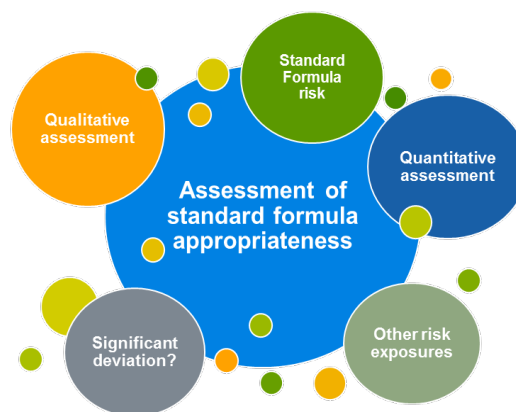 Standard
Formula
risk
Qualitative
assessment
Quantitative
assessment
Assessment of
standard formula
appropriateness
Significant
deviation?
Other risk
exposures